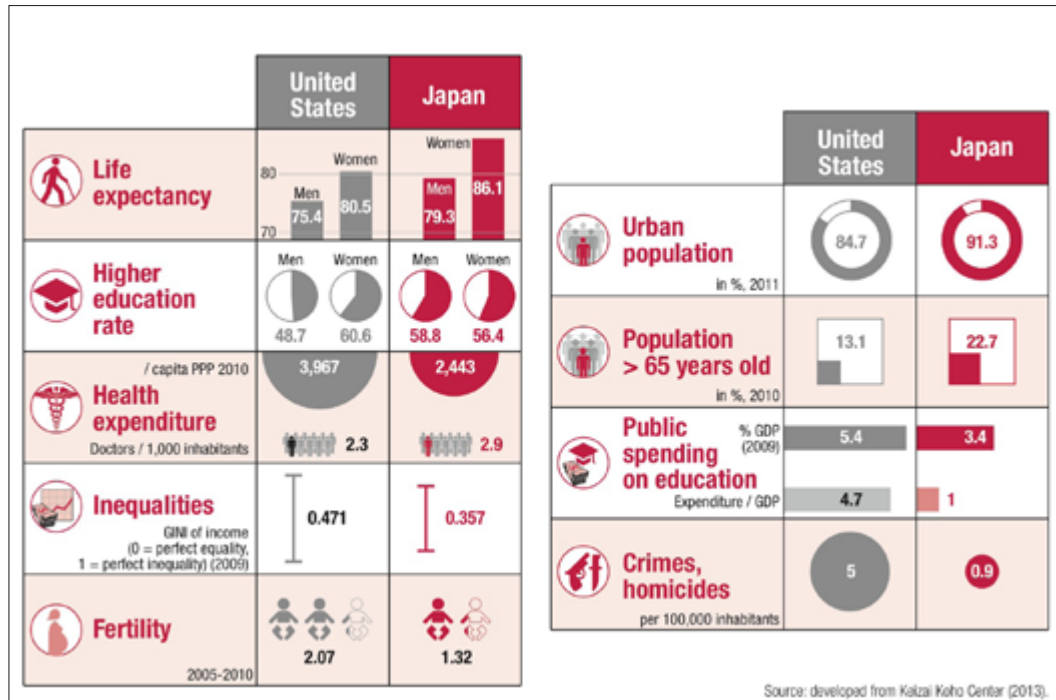 United
States
Japan
Life
expectancy
80
70
Men
75.4
Women
80.5
Men
79.3
Women
86.1
Higher
education
rate
Men
48.7
Women
60.6
Men
58.8
Women
56.4
/ capita PPP 2010
Health
expenditure
Doctors / 1,000 inhabitants
3,967
2.3
2,443
2.9
Inequalities
GINI of income
(0 = perfect equality,
1 = perfect inequality) (2009)
0.471
0.357
Fertility
2005-2010
2.07
1.32
United
States
Japan
Urban
population
in %, 2011
84.7
91.3
Population
> 65 years old
in %, 2010
13.1
22.7
Public
spending
on education
% GDP
(2009)
5.4
3.4
Expenditure / GDP
4.7
1
Crimes,
homicides
per 100,000 inhabitants
5
0.9
Source: developed from Keizai Koho Center (2013).